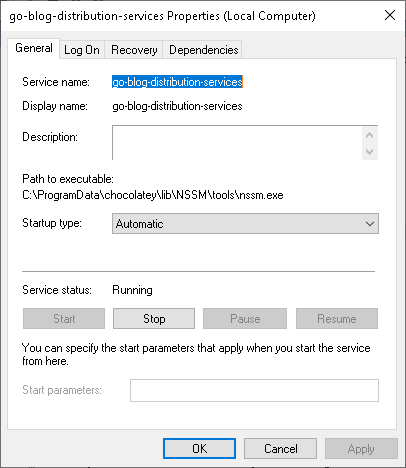 go-blog-distribution-services Properties (Local Computer)
General Log On Recovery Dependencies
Service name: go-blog-distribution-services
Display name: go-blog-distribution-services
Description:
Path to executable:
C:\ProgramData\chocolatey\lib\NSSM\tools\nssm.exe
Startup type: Automatic
Service status: Running
Start Stop Pause Resume
You can specify the start parameters that apply when you start the service
from here.
Start parameters:
OK Cancel Apply